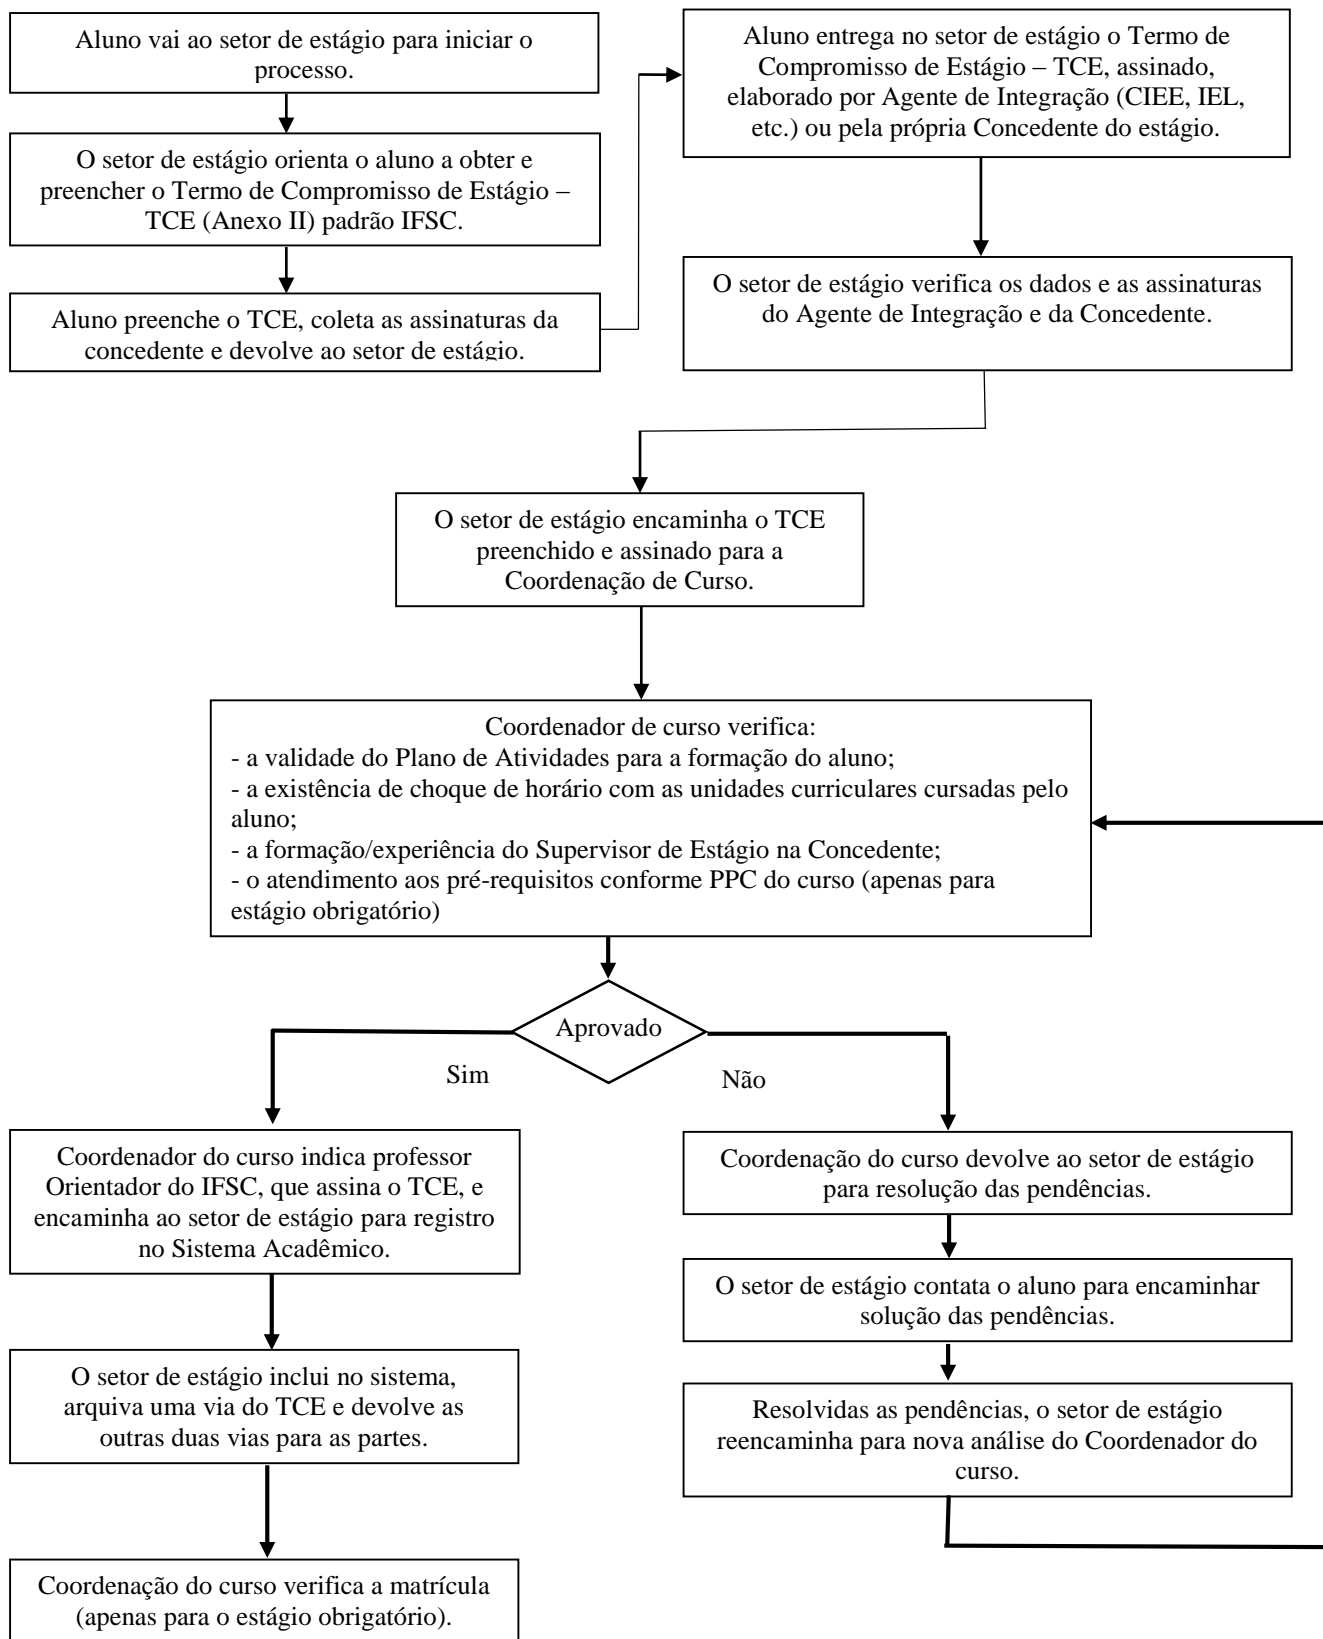 Aluno vai ao setor de estágio para iniciar o
processo.
O setor de estágio orienta o aluno a obter e
preencher o Termo de Compromisso de Estágio –
TCE (Anexo II) padrão IFSC.
Aluno preenche o TCE, coleta as assinaturas da
concedente e devolve ao setor de estágio.
Aluno entrega no setor de estágio o Termo de
Compromisso de Estágio – TCE, assinado,
elaborado por Agente de Integração (CIEE, IEL,
etc.) ou pela própria Concedente do estágio.
O setor de estágio verifica os dados e as assinaturas
do Agente de Integração e da Concedente.
O setor de estágio encaminha o TCE
preenchido e assinado para a
Coordenação de Curso.
Coordenador de curso verifica:
- a validade do Plano de Atividades para a formação do aluno;
- a existência de choque de horário com as unidades curriculares cursadas pelo
aluno;
- a formação/experiência do Supervisor de Estágio na Concedente;
- o atendimento aos pré-requisitos conforme PPC do curso (apenas para
estágio obrigatório)
Aprovado
Sim
Não
Coordenador do curso indica professor
Orientador do IFSC, que assina o TCE, e
encaminha ao setor de estágio para registro
no Sistema Acadêmico.
O setor de estágio inclui no sistema,
arquiva uma via do TCE e devolve as
outras duas vias para as partes.
Coordenação do curso verifica a matrícula
(apenas para o estágio obrigatório).
Coordenação do curso devolve ao setor de estágio
para resolução das pendências.
O setor de estágio contata o aluno para encaminhar
solução das pendências.
Resolvidas as pendências, o setor de estágio
reencaminha para nova análise do Coordenador do
curso.